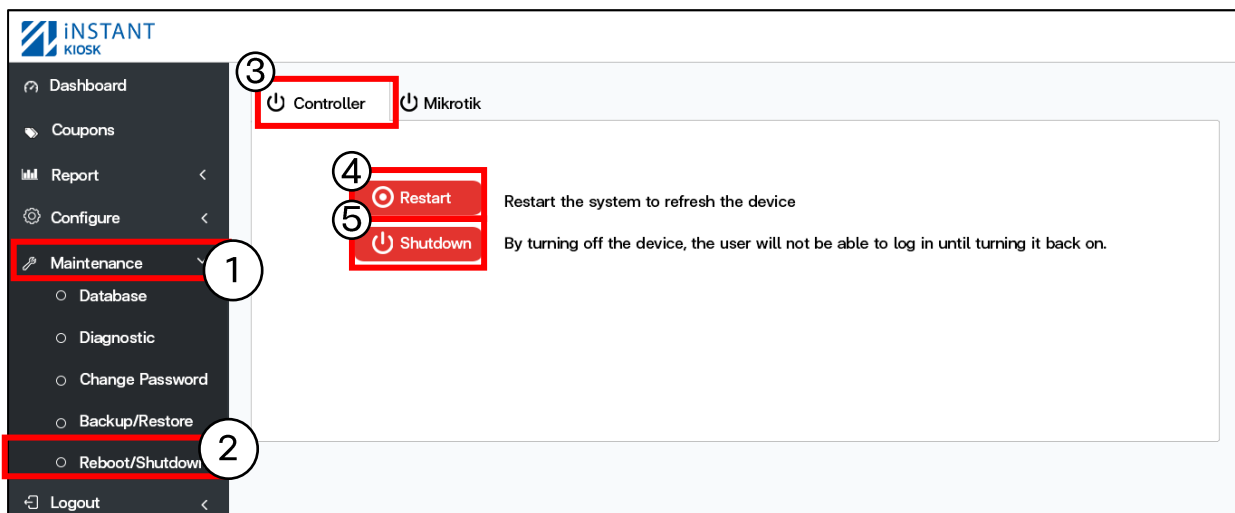 iNSTANT
KIOSK
Dashboard
Coupons
Report
Configure
Maintenance
1
Database
Diagnostic
Change Password
Backup/Restore
Reboot/Shutdown
2
Logout
3
Controller
Mikrotik
4
Restart
Restart the system to refresh the device
5
Shutdown
By turning off the device, the user will not be able to log in until turning it back on.